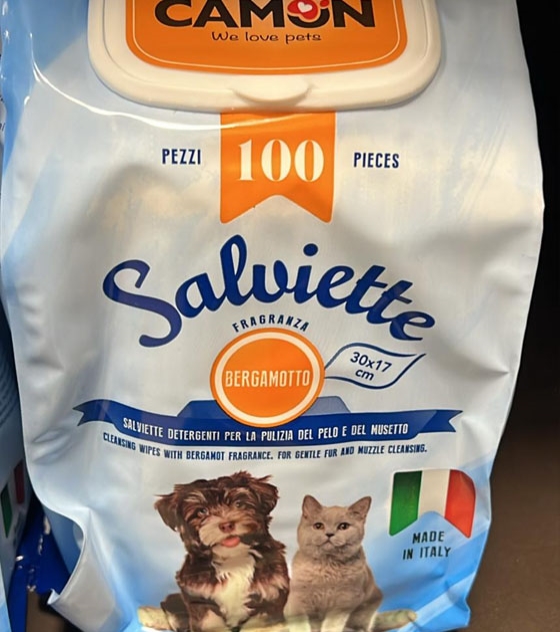 CAMON
We love pets
PEZZI 100 PIECES
Salviette
FRAGRANZA
BERGAMOTTO
30x17
cm
SALVIETTE DETERGENTI PER LA PULIZIA DEL PELO E DEL MUSETTO
CLEANSING WIPES WITH BERGAMOT FRAGRANCE. FOR GENTLE FUR AND MUZZLE CLEANSING.
MADE
IN ITALY